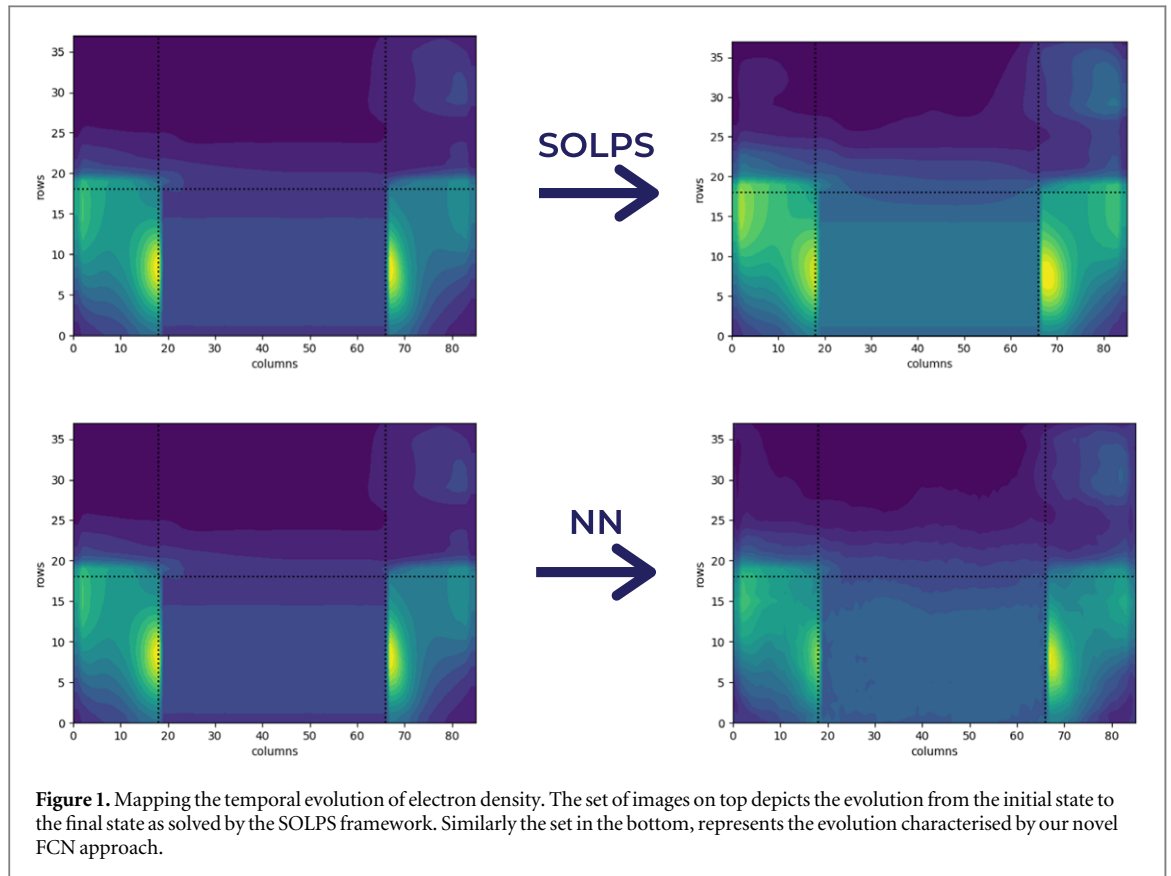 35
30
25
20
15
10
5
0
rows
0 10 20 30 40 50 60 70 80
columns
SOLPS
35
30
25
20
15
10
5
0
rows
0 10 20 30 40 50 60 70 80
columns
35
30
25
20
15
10
5
0
rows
0 10 20 30 40 50 60 70 80
columns
NN
35
30
25
20
15
10
5
0
rows
0 10 20 30 40 50 60 70 80
columns
Figure 1. Mapping the temporal evolution of electron density. The set of images on top depicts the evolution from the initial state to
the final state as solved by the SOLPS framework. Similarly the set in the bottom, represents the evolution characterised by our novel
FCN approach.